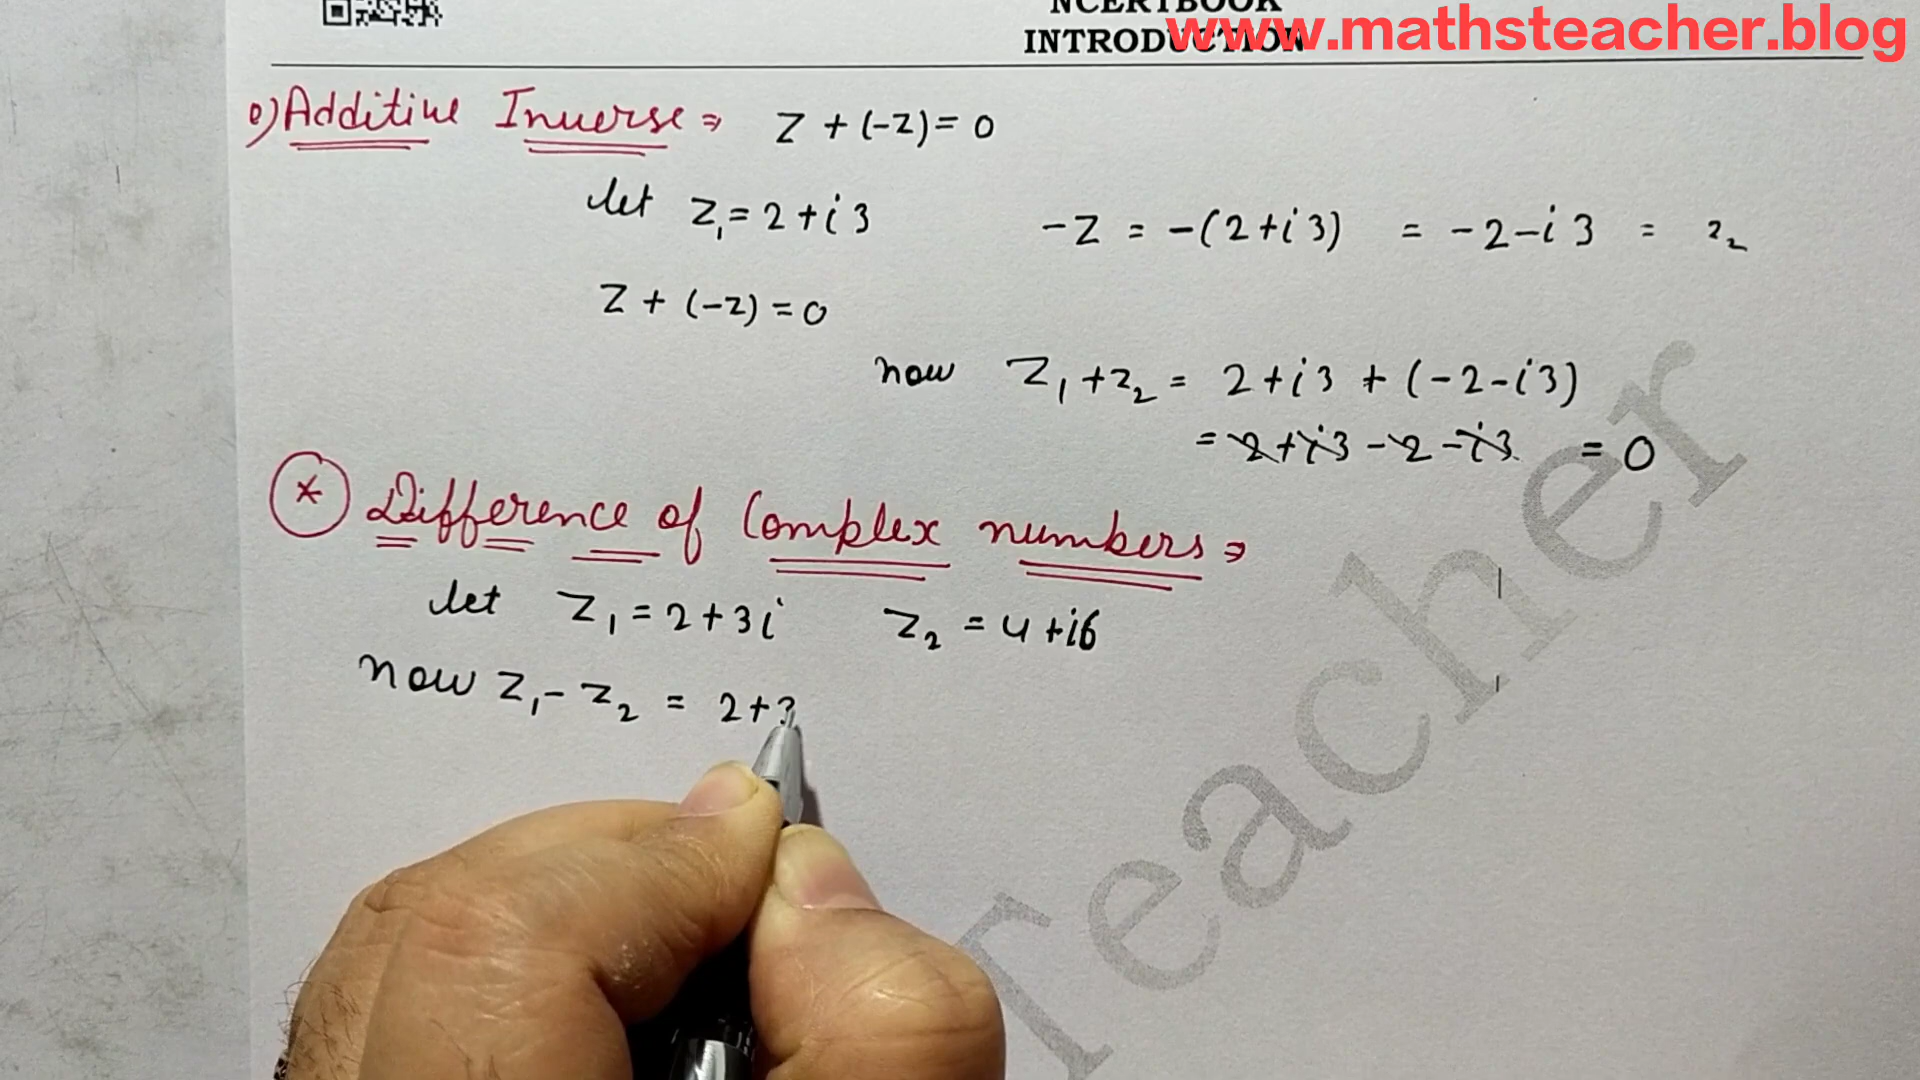 NCERTBOOK
INTRODUCTION
www.mathsteacher.blog
e) Additive Inverse ⇒ Z + (-Z) = 0
let Z₁ = 2 + i3   -Z = -(2+i3) = -2-i3 = z₂
Z + (-Z) = 0
now Z₁ + Z₂ = 2 + i3 + (-2-i3)
= 2 + i3 - 2 - i3 = 0
* Difference of Complex numbers ⇒
let Z₁ = 2 + 3i   Z₂ = 4 + i6
Now Z₁ - Z₂ = 2 + 3
Teacher